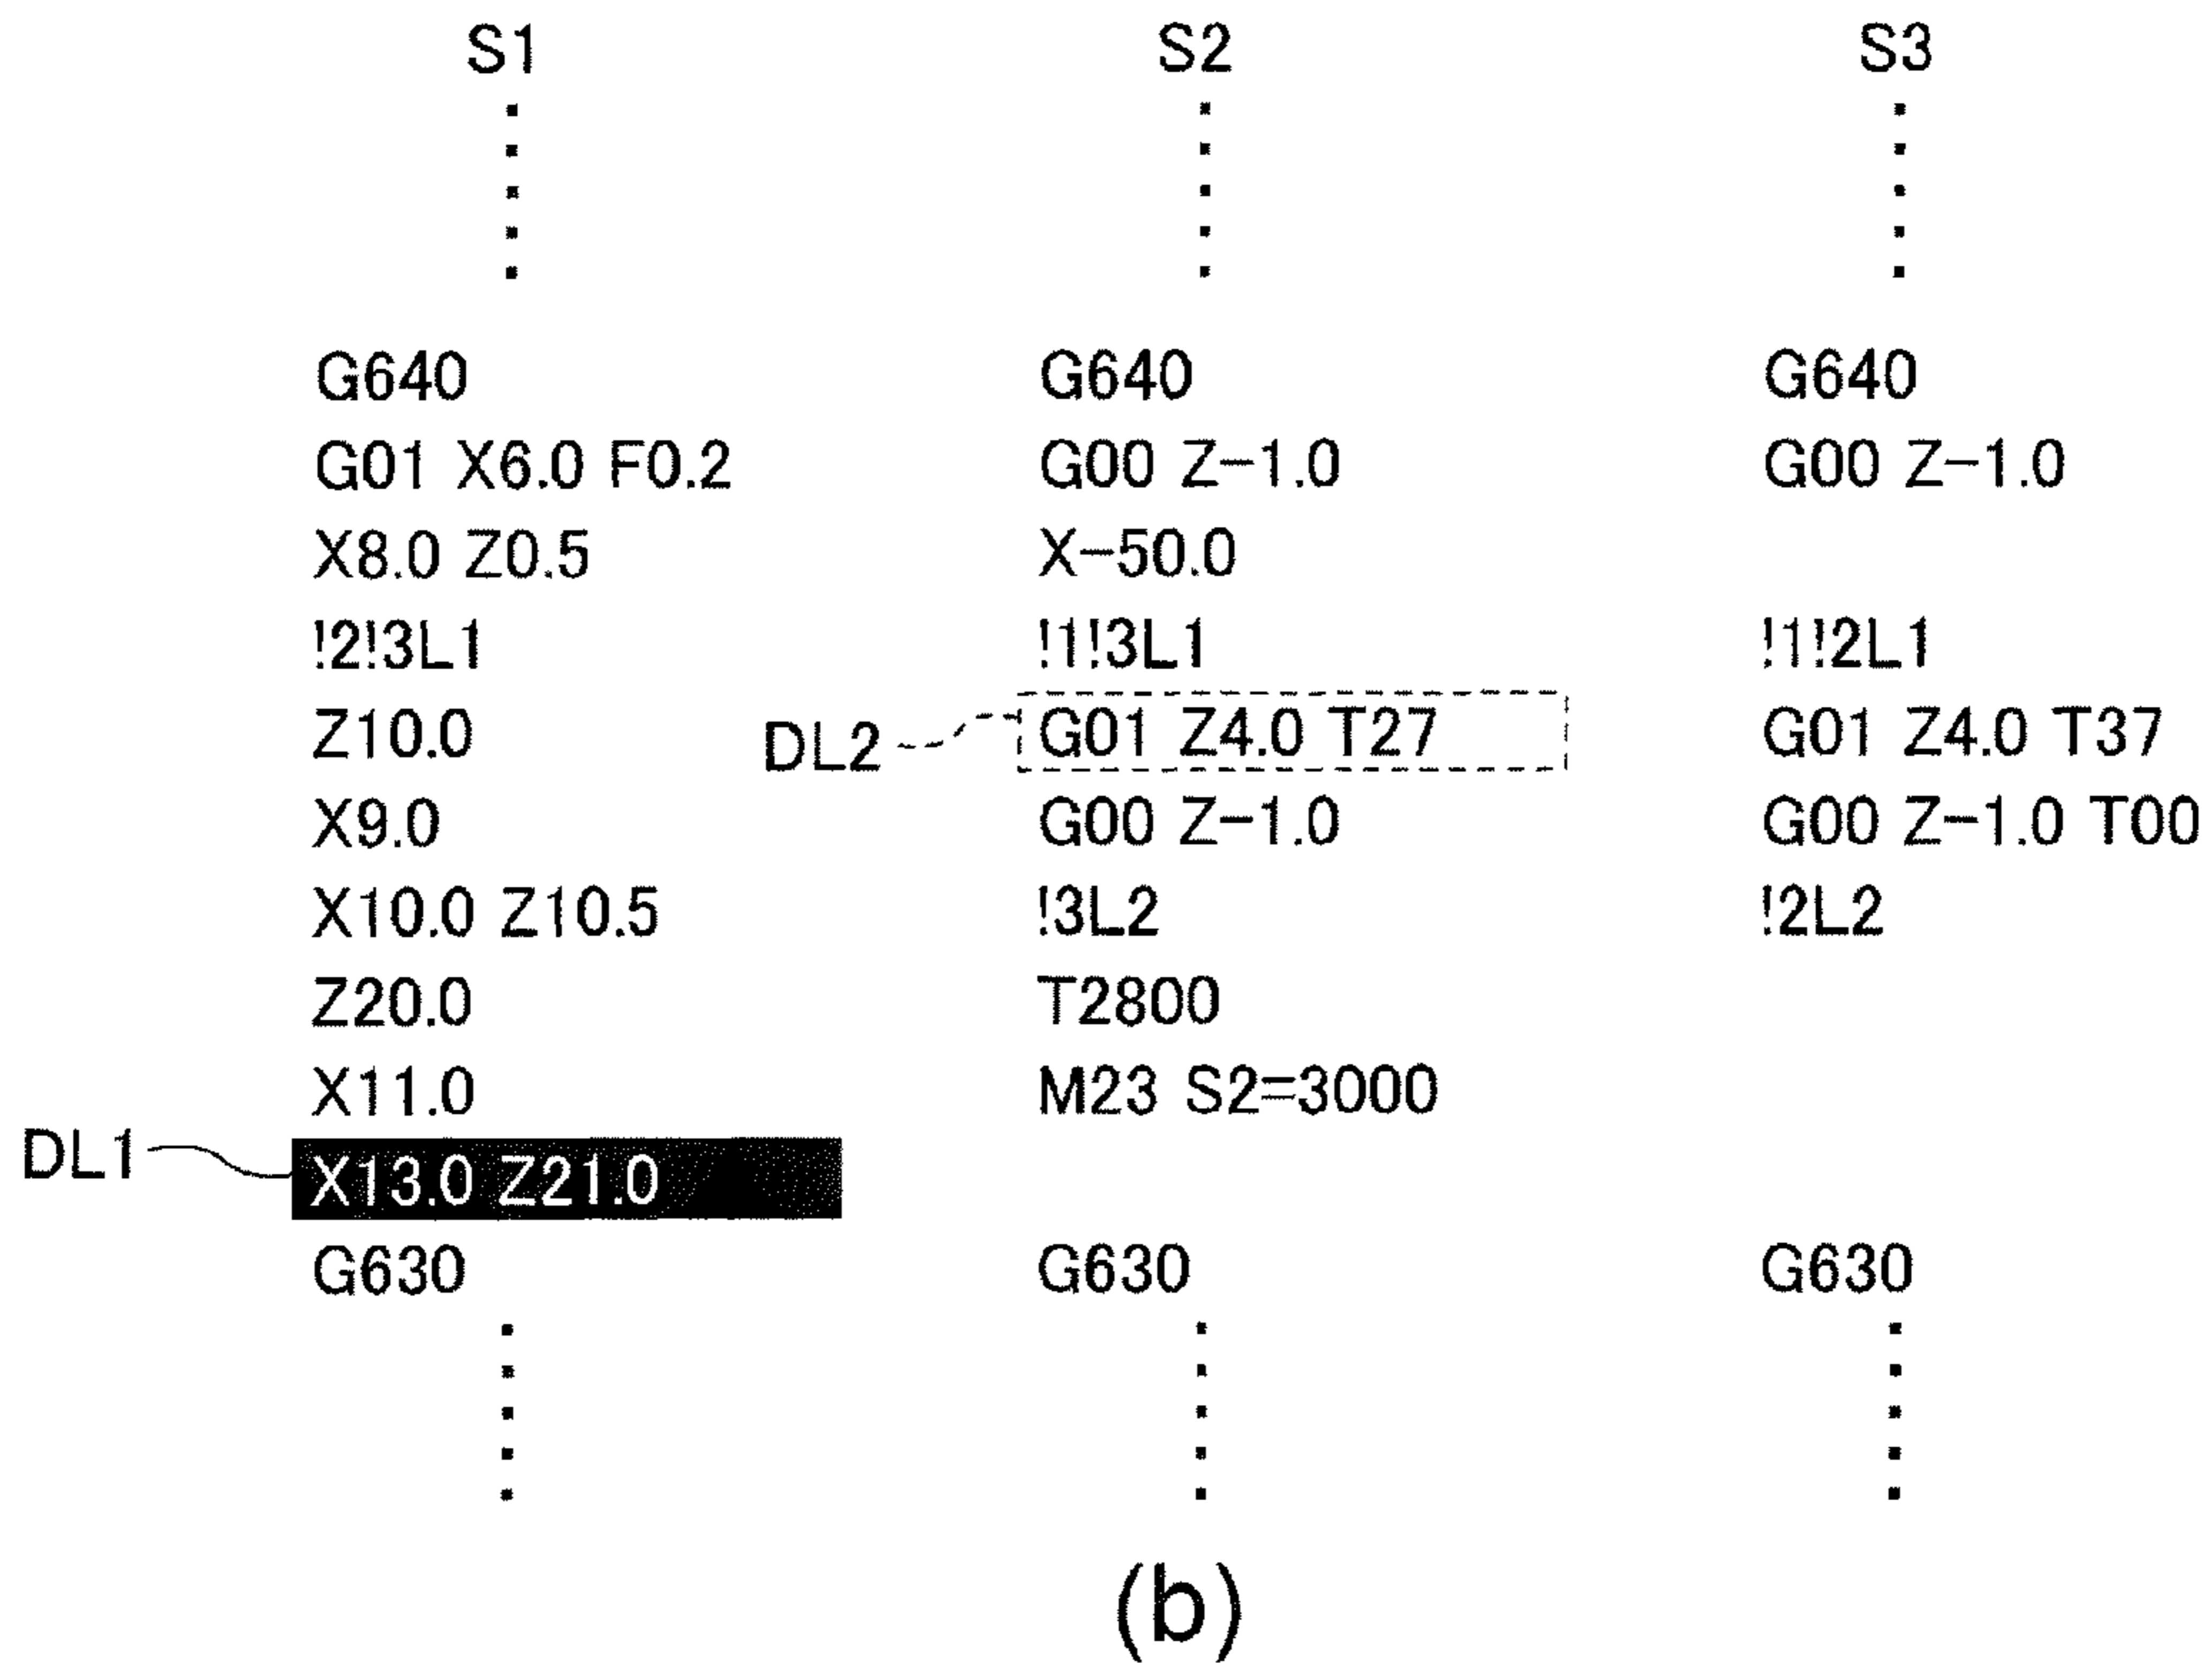 S1 S2 S3
G640 G640 G640
G01 X6.0 F0.2 G00 Z-1.0 G00 Z-1.0
X8.0 Z0.5 X-50.0
!2!3L1 !1!3L1 !1!2L1
Z10.0 DL2 G01 Z4.0 T27 G01 Z4.0 T37
X9.0 G00 Z-1.0 G00 Z-1.0 T00
X10.0 Z10.5 !3L2 !2L2
Z20.0 T2800
X11.0 M23 S2=3000
DL1 X13.0 Z21.0
G630 G630 G630
(b)